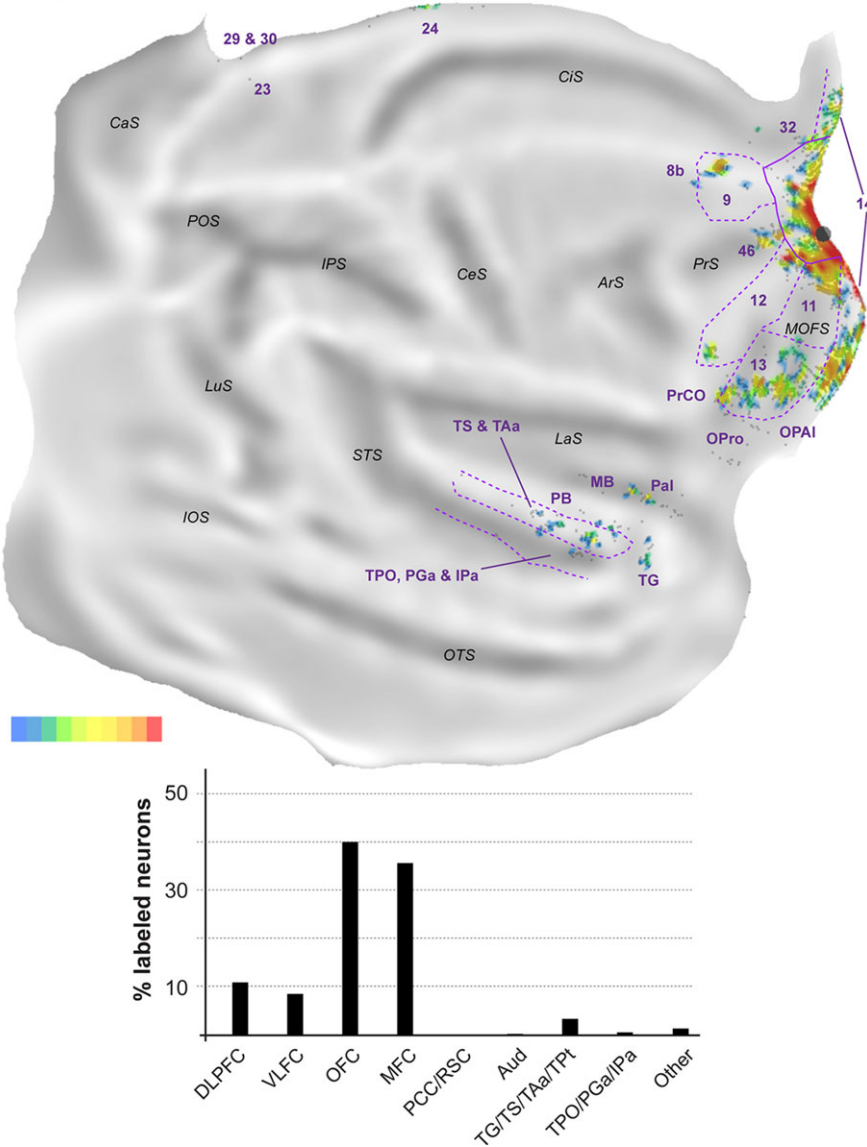 29 & 30
24
23
CiS
CaS
32
8b
9
14
POS
46
IPS
CeS
ArS
PrS
12
11
MOFS
13
LuS
PrCO
TS & TAa
LaS
OPro
OPAl
STS
MB
PaI
PB
IOS
TPO, PGa & IPa
TG
OTS
% labeled neurons
50
30
10
DLPFC
VLFC
OFC
MFC
PCC/RSC
Aud
TG/TS/TAa/TPt
TPO/PGa/IPa
Other